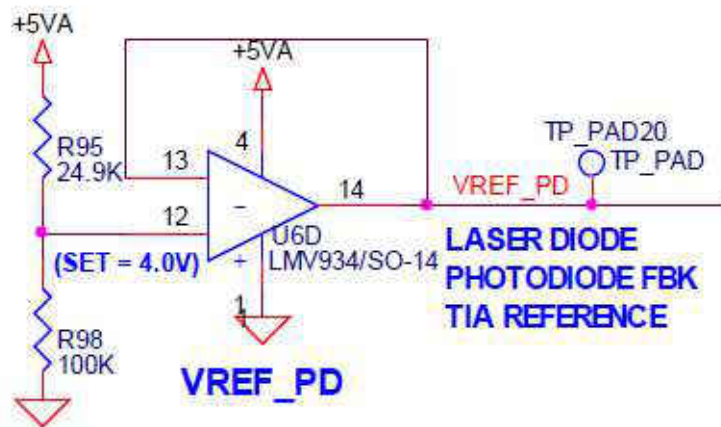 +5VA
+5VA
R95
24.9K
13
4
14
12
−
+
U6D
LMV934/SO-14
(SET = 4.0V)
R98
100K
VREF_PD
TP_PAD20
TP_PAD
VREF_PD
LASER DIODE
PHOTODIODE FBK
TIA REFERENCE